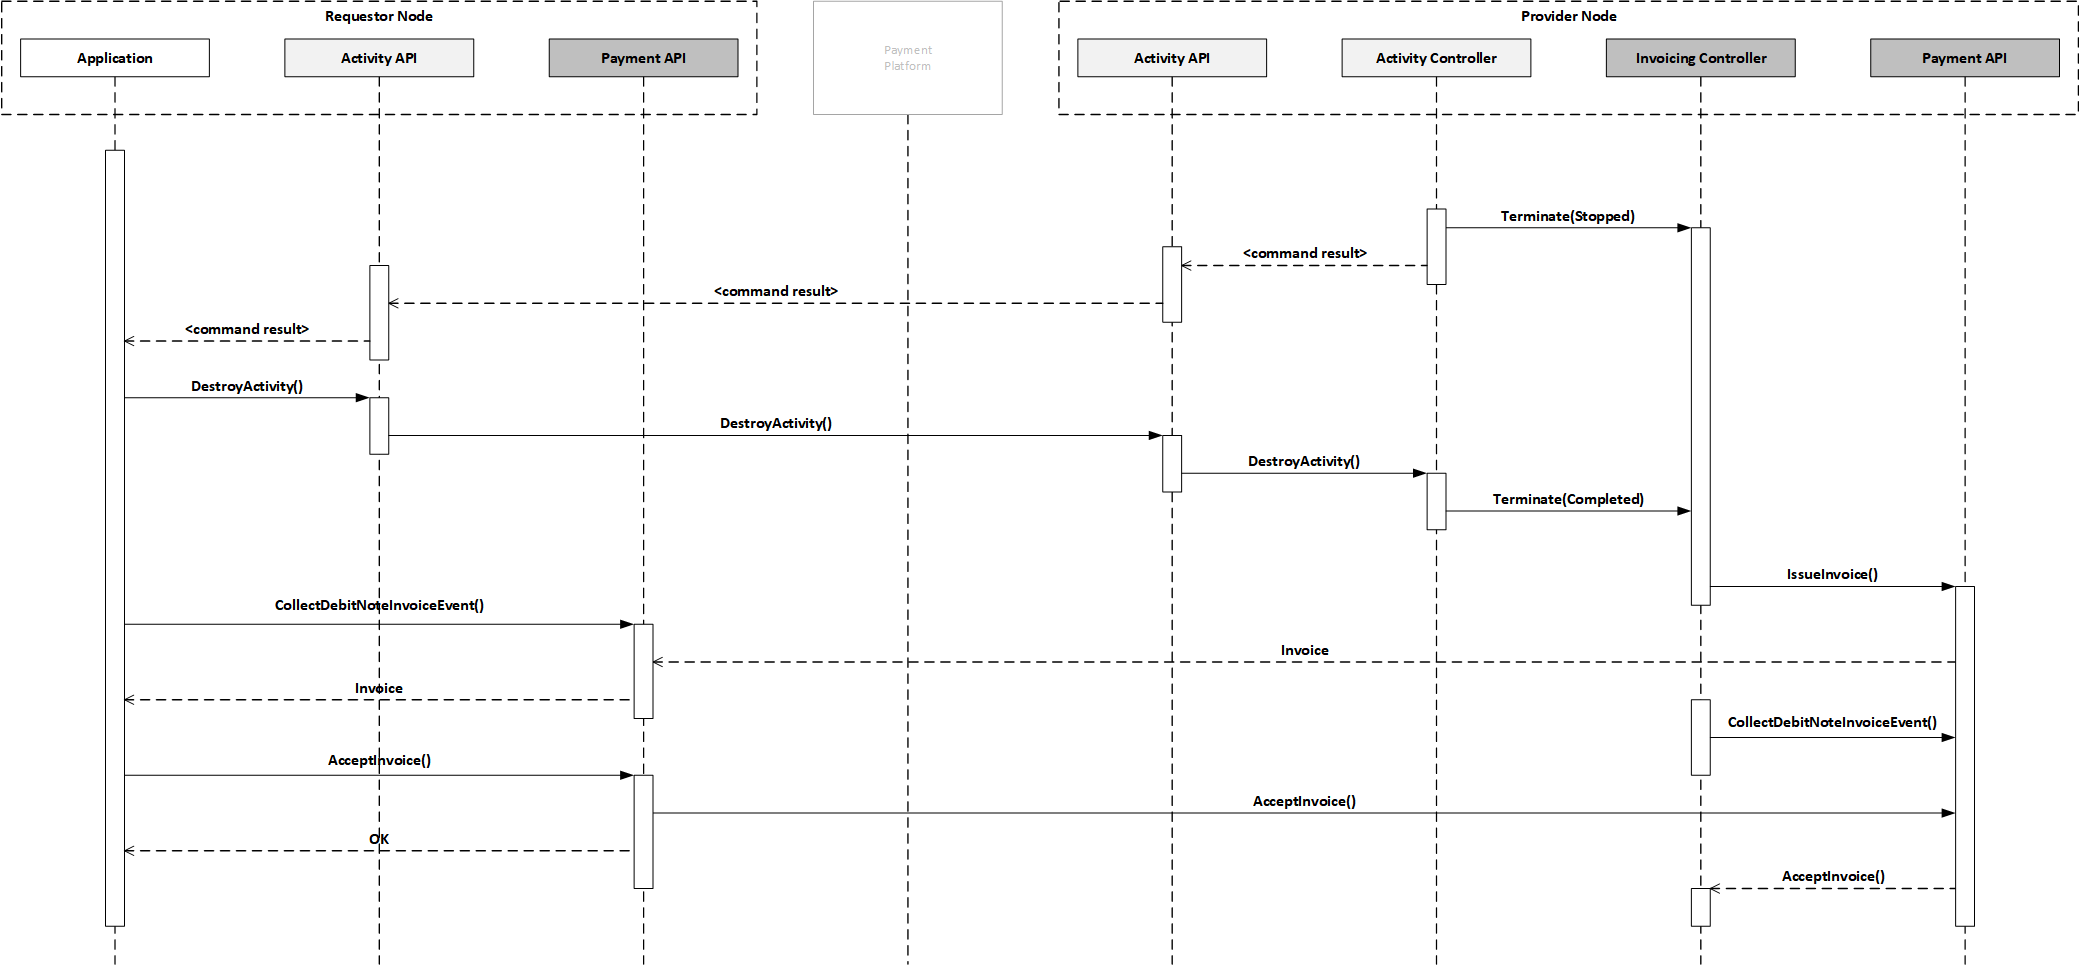 Requestor Node
Provider Node
Application
Activity API
Payment API
Payment
Platform
Activity API
Activity Controller
Invoicing Controller
Payment API
Terminate(Stopped)
<command result>
<command result>
<command result>
DestroyActivity()
DestroyActivity()
DestroyActivity()
Terminate(Completed)
IssueInvoice()
CollectDebitNoteInvoiceEvent()
Invoice
Invoice
CollectDebitNoteInvoiceEvent()
AcceptInvoice()
AcceptInvoice()
OK
AcceptInvoice()